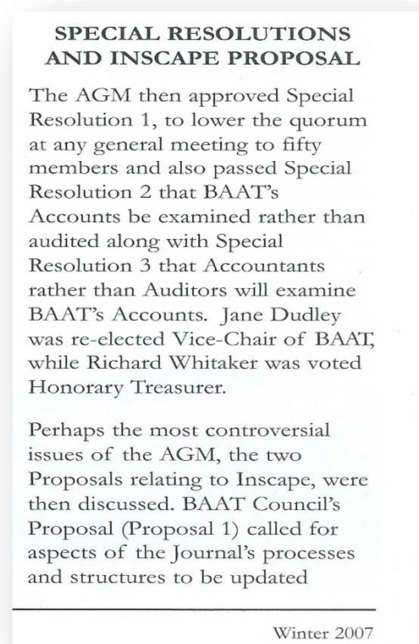 SPECIAL RESOLUTIONS
AND INSCAPE PROPOSAL
The AGM then approved Special
Resolution 1, to lower the quorum
at any general meeting to fifty
members and also passed Special
Resolution 2 that BAAT's
Accounts be examined rather than
audited along with Special
Resolution 3 that Accountants
rather than Auditors will examine
BAAT's Accounts. Jane Dudley
was re-elected Vice-Chair of BAAT,
while Richard Whitaker was voted
Honorary Treasurer.
Perhaps the most controversial
issues of the AGM, the two
Proposals relating to Inscape, were
then discussed. BAAT Council's
Proposal (Proposal 1) called for
aspects of the Journal's processes
and structures to be updated
Winter 2007